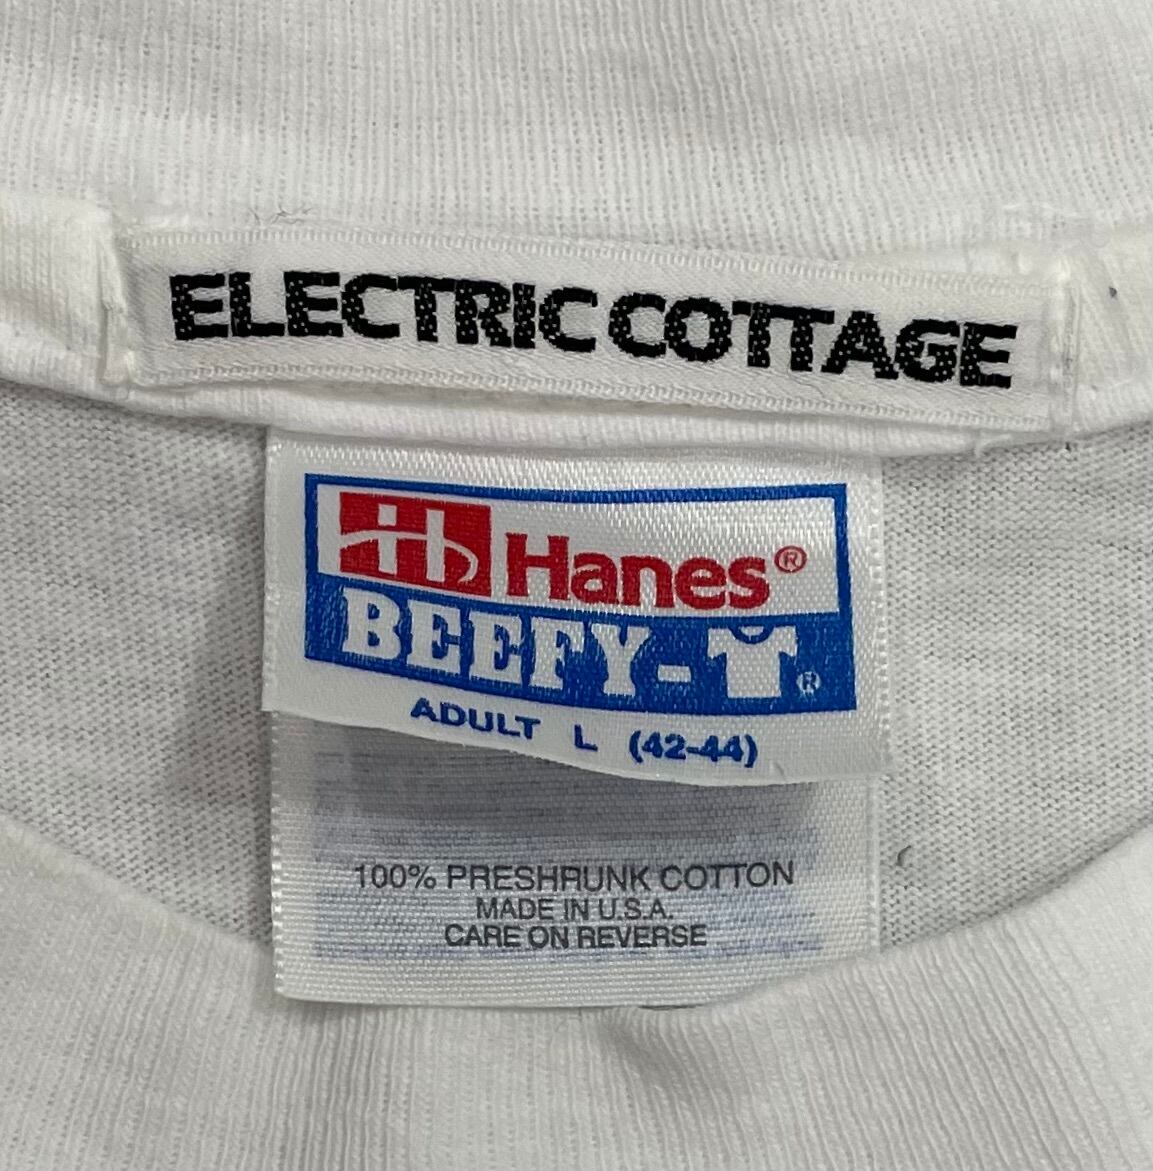 ELECTRIC COTTAGE
Hanes®
BEEFY-T®
ADULT L (42-44)
100% PRESHRUNK COTTON
MADE IN U.S.A.
CARE ON REVERSE